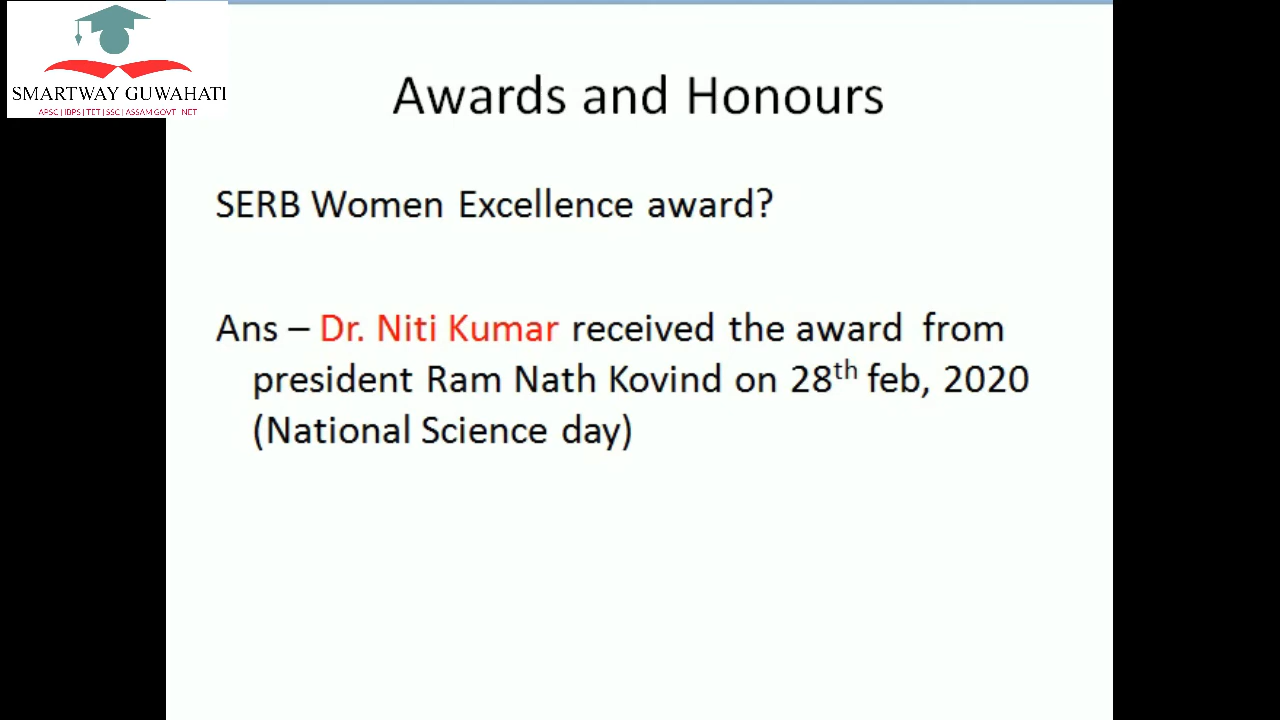 SMARTWAY GUWAHATI
APSC | IBPS | TET | SSC | ASSAM GOVT | NET
Awards and Honours
SERB Women Excellence award?
Ans – Dr. Niti Kumar received the award from
president Ram Nath Kovind on 28th feb, 2020
(National Science day)